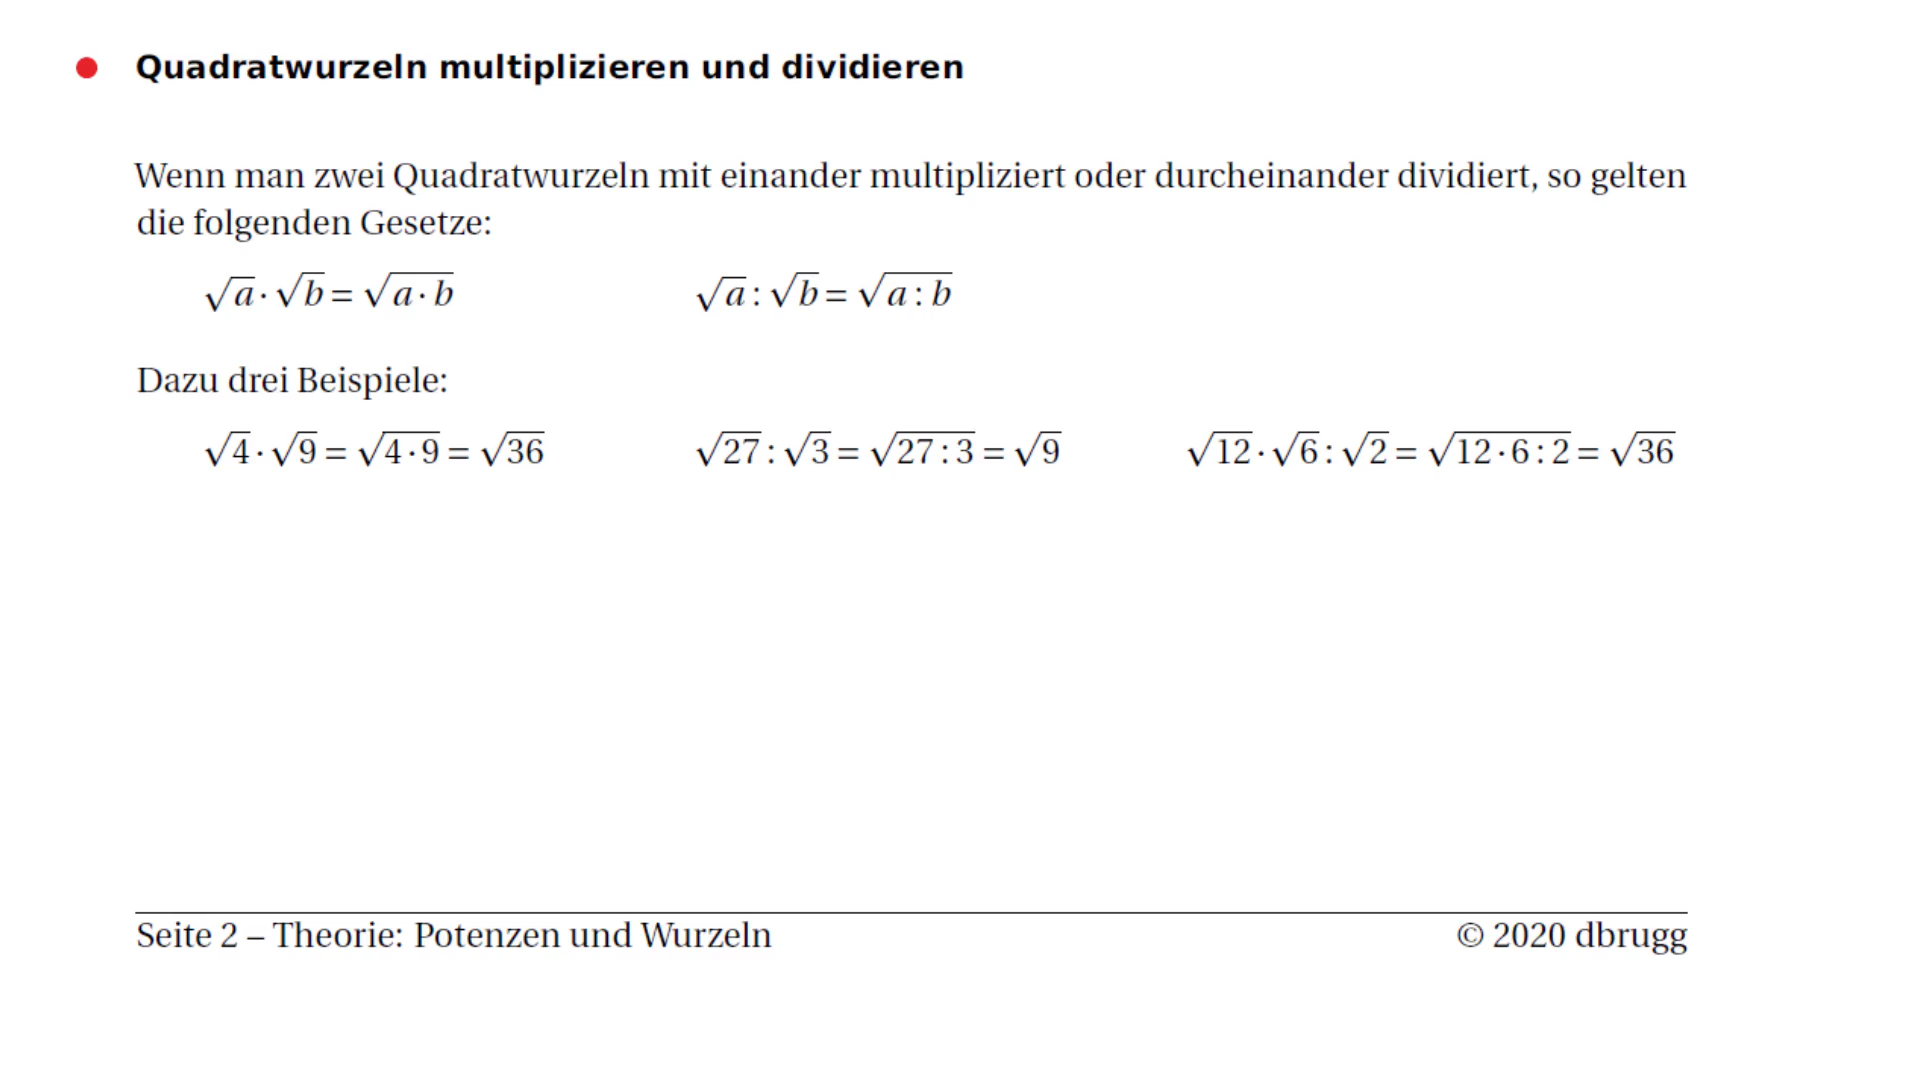 Quadratwurzeln multiplizieren und dividieren
Wenn man zwei Quadratwurzeln mit einander multipliziert oder durcheinander dividiert, so gelten
die folgenden Gesetze:
√a · √b = √(a · b)    √a : √b = √(a : b)
Dazu drei Beispiele:
√4 · √9 = √(4 · 9) = √36    √27 : √3 = √(27 : 3) = √9    √12 · √6 : √2 = √(12 · 6 : 2) = √36
Seite 2 – Theorie: Potenzen und Wurzeln    © 2020 dbrugg